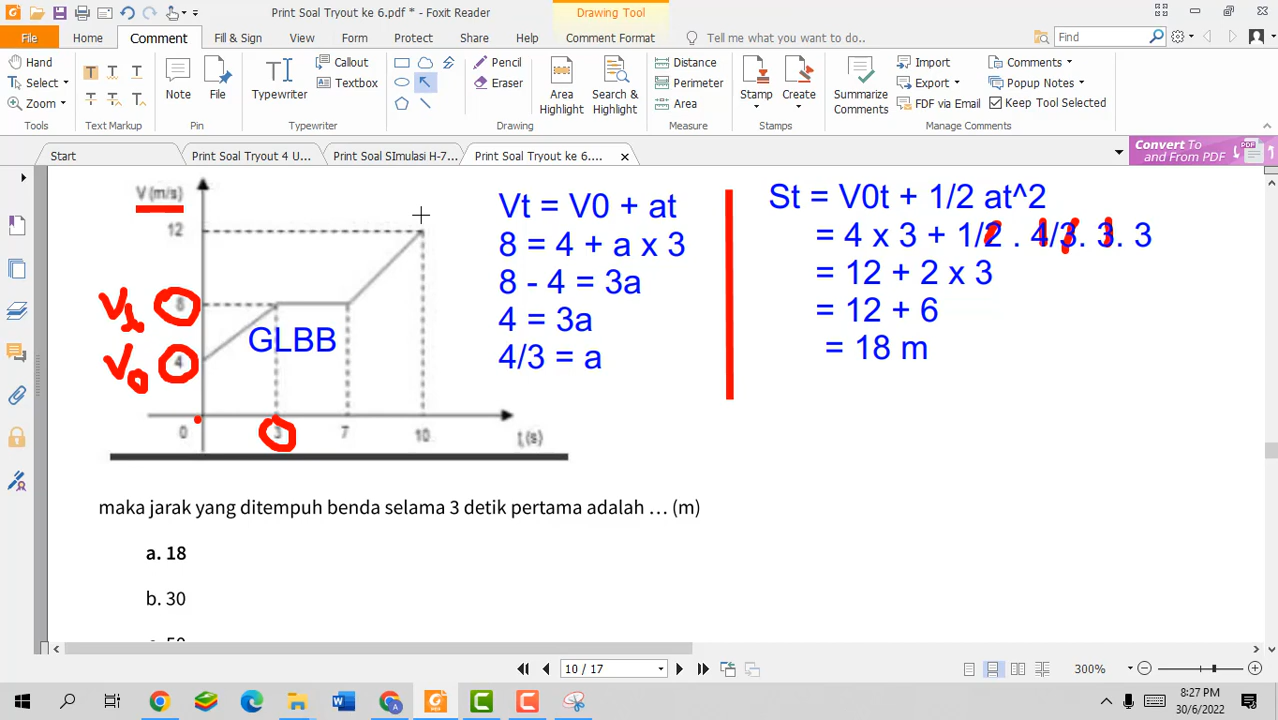 Print Soal Tryout ke 6.pdf * - Foxit Reader
Drawing Tool
File Home Comment Fill & Sign View Form Protect Share Help Comment Format Tell me what you want to do.. Find
Hand
Select
Zoom
Tools
Text Markup
Note
File
Pin
Typewriter
Callout
Textbox
Typewriter
Pencil
Eraser
Drawing
Area Highlight
Search & Highlight
Distance
Perimeter
Area
Measure
Stamp
Create
Stamps
Summarize Comments
Import
Export
FDF via Email
Comments
Popup Notes
Keep Tool Selected
Manage Comments
Start
Print Soal Tryout 4 U...
Print Soal SImulasi H-7...
Print Soal Tryout ke 6....
Convert To
and From PDF
PDF
V (m/s)
12
8
4
V1
V0
GLBB
0 3 7 10 t,(s)
Vt = V0 + at
8 = 4 + a x 3
8 - 4 = 3a
4 = 3a
4/3 = a
St = V0t + 1/2 at^2
= 4 x 3 + 1/2 . 4/3. 3. 3
= 12 + 2 x 3
= 12 + 6
= 18 m
maka jarak yang ditempuh benda selama 3 detik pertama adalah … (m)
a. 18
b. 30
10 / 17
300%
8:27 PM
30/6/2022